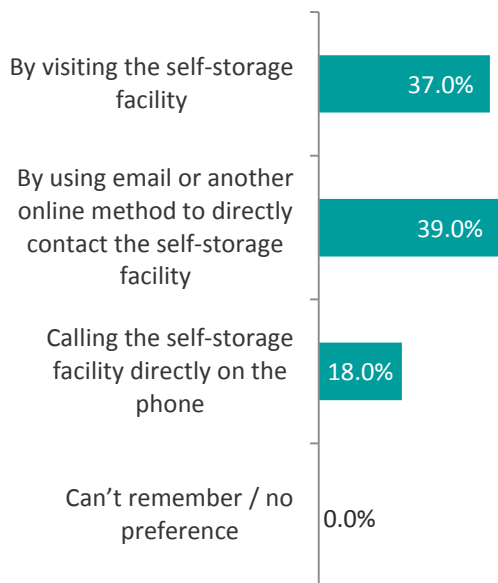 By visiting the self-storage
facility
37.0%
By using email or another
online method to directly
contact the self-storage
facility
39.0%
Calling the self-storage
facility directly on the
phone
18.0%
Can’t remember / no
preference
0.0%